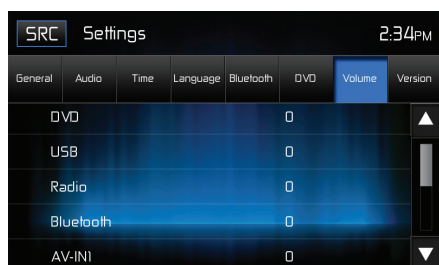 SRC Settings 2:34PM
General Audio Time Language Bluetooth DVD Volume Version
DVD 0
USB 0
Radio 0
Bluetooth 0
AV-IN1 0